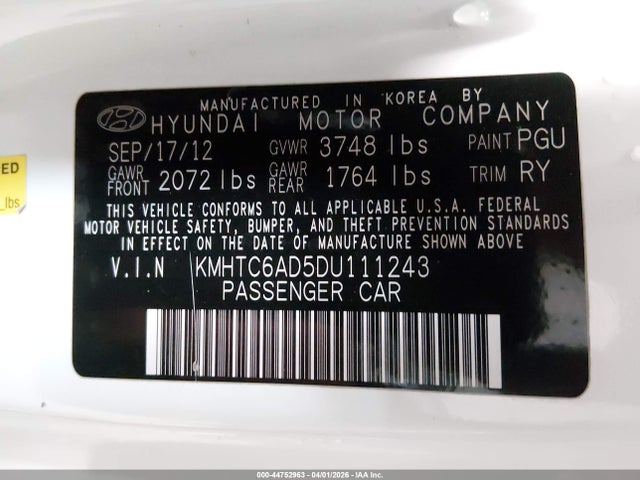 MANUFACTURED IN KOREA BY
HYUNDAI MOTOR COMPANY
SEP/17/12 GVWR 3748 lbs PAINT PGU
GAWR FRONT 2072 lbs GAWR REAR 1764 lbs TRIM RY
THIS VEHICLE CONFORMS TO ALL APPLICABLE U.S.A. FEDERAL
MOTOR VEHICLE SAFETY, BUMPER, AND THEFT PREVENTION STANDARDS
IN EFFECT ON THE DATE OF MANUFACTURE SHOWN ABOVE
V.I.N KMHTC6AD5DU111243
PASSENGER CAR
lbs
000-44752963 - 04/01/2026 - IAA Inc.